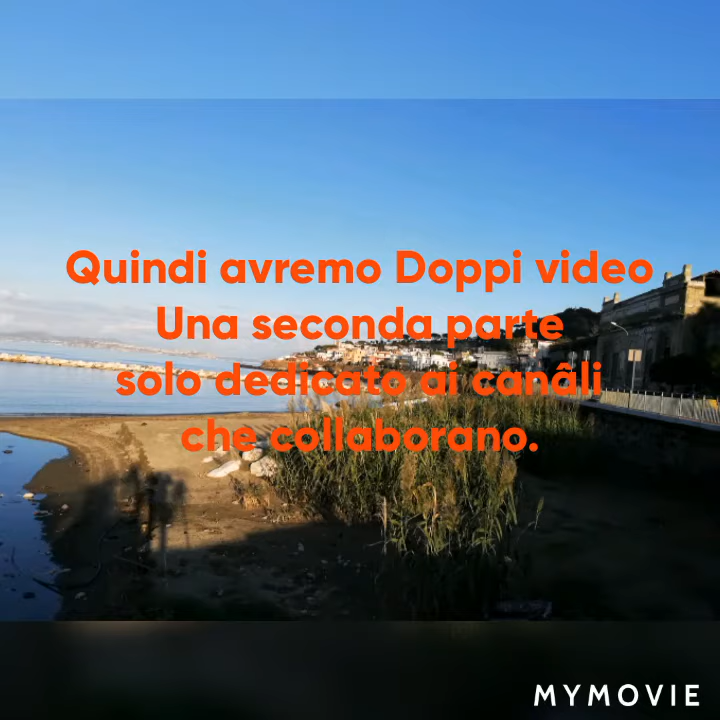 Quindi avremo Doppi video
Una seconda parte
solo dedicato ai canâli
che collaborano.
MYMOVIE